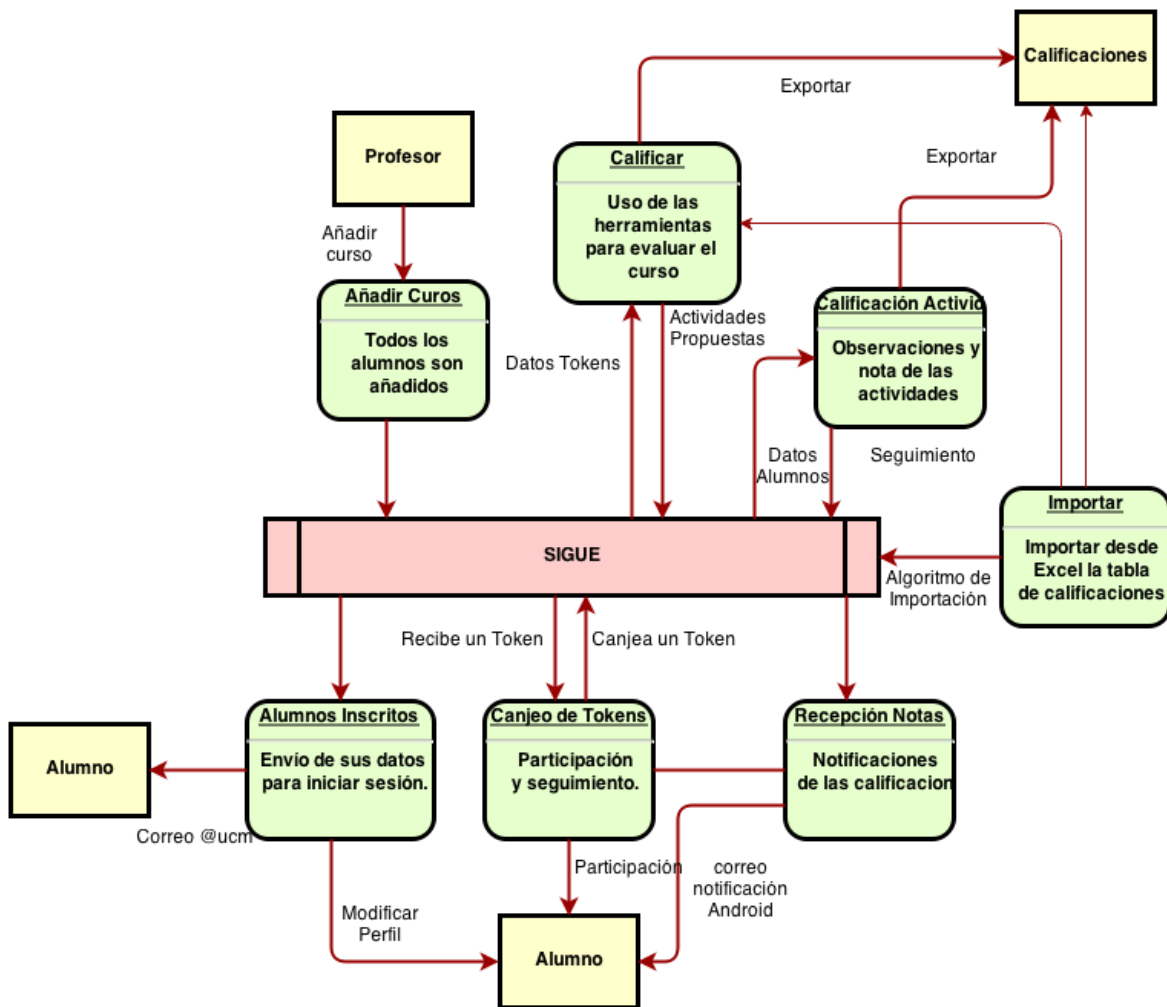 Calificaciones
Exportar
Profesor
Calificar
Exportar
Uso de las
herramientas
para evaluar el
curso
Añadir
curso
Añadir Curos
Todos los
alumnos son
añadidos
Datos Tokens
Actividades
Propuestas
Calificación Activid
Observaciones y
nota de las
actividades
Datos
Alumnos
Seguimiento
Importar
Importar desde
Excel la tabla
de calificaciones
SIGUE
Algoritmo de
Importación
Recibe un Token
Canjea un Token
Alumnos Inscritos
Envío de sus datos
para iniciar sesión.
Canjeo de Tokens
Participación
y seguimiento.
Recepción Notas
Notificaciones
de las calificacion
Alumno
Correo @ucm
Modificar
Perfil
Participación
correo
notificación
Android
Alumno